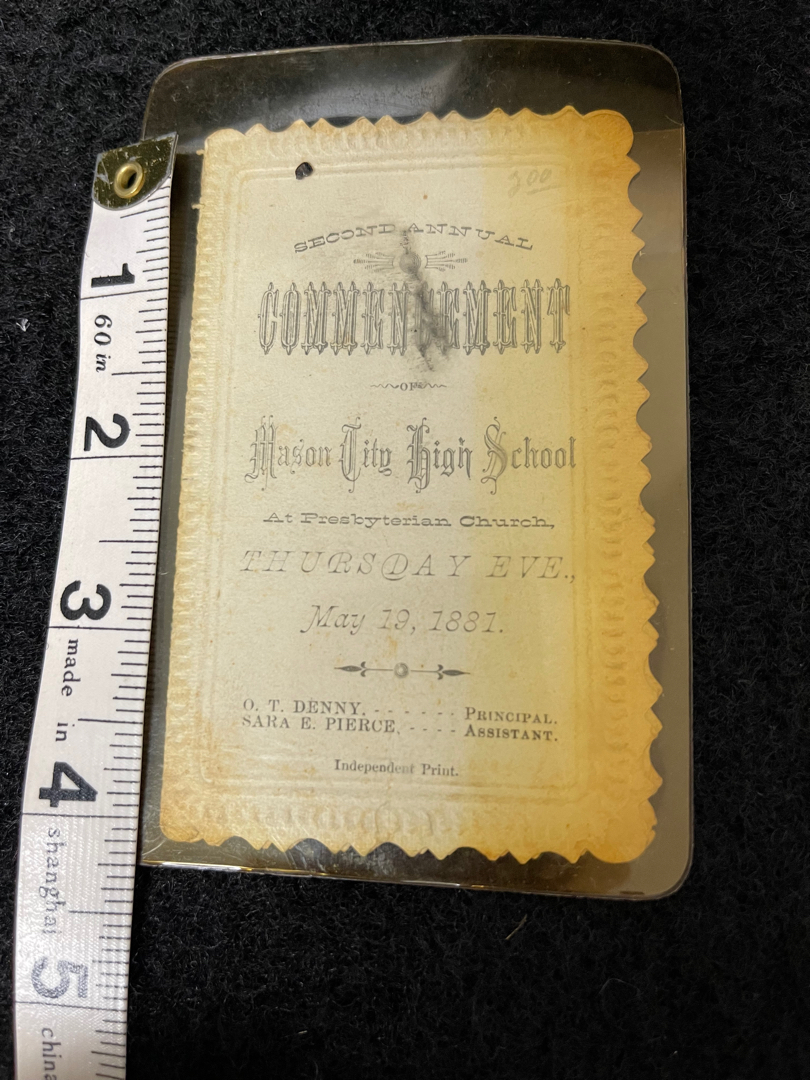 300
SECOND ANNUAL
COMMENCEMENT
OF
Mason City High School
At Presbyterian Church,
THURSDAY EVE.,
May 19, 1881.
O. T. DENNY, - - - - - - PRINCIPAL.
SARA E. PIERCE, - - - - ASSISTANT.
Independent Print.
1
60 in
2
3
made in
4
shanghai
5
china